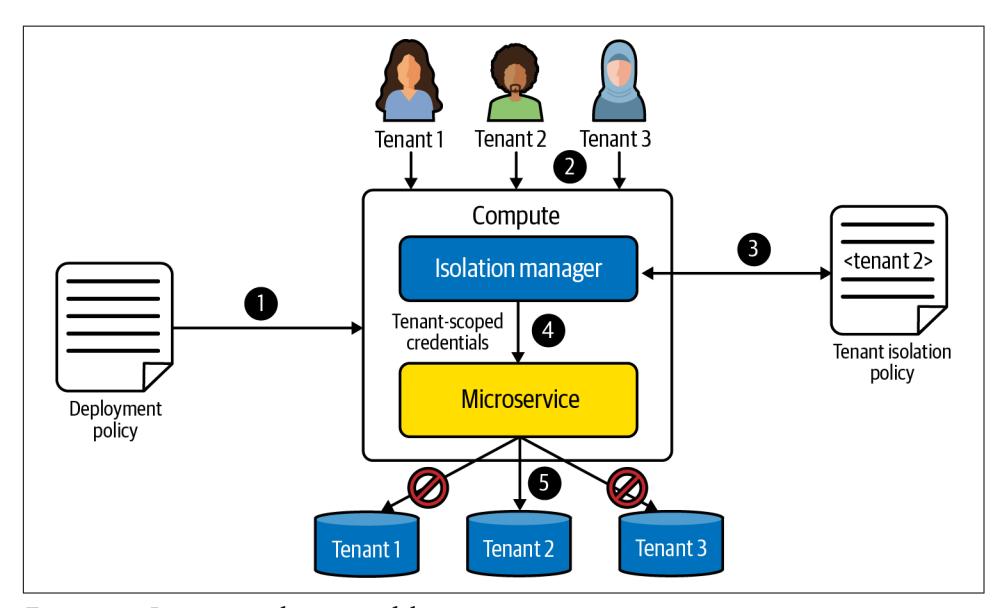 Tenant 1
Tenant 2
Tenant 3
2
Compute
Isolation manager
3
<tenant 2>
Tenant isolation
policy
1
Deployment
policy
Tenant-scoped
credentials
4
Microservice
5
Tenant 1
Tenant 2
Tenant 3